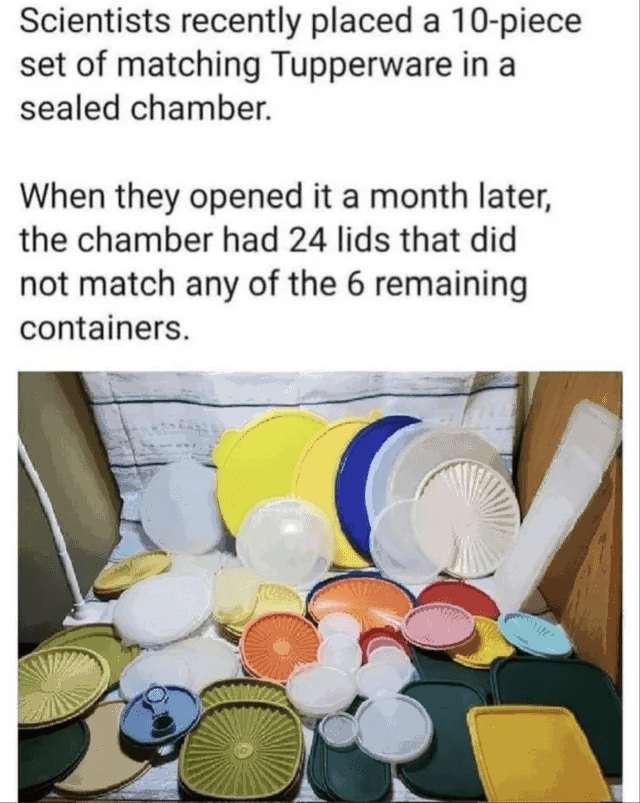 Scientists recently placed a 10-piece
set of matching Tupperware in a
sealed chamber.
When they opened it a month later,
the chamber had 24 lids that did
not match any of the 6 remaining
containers.